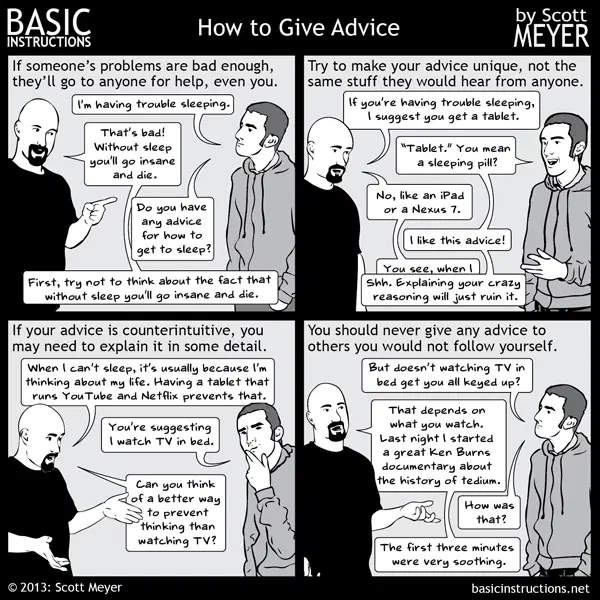 BASIC
INSTRUCTIONS
How to Give Advice
by Scott
MEYER
If someone's problems are bad enough,
they'll go to anyone for help, even you.
I'm having trouble sleeping.
That's bad!
Without sleep
you'll go insane
and die.
Do you have
any advice
for how to
get to sleep?
First, try not to think about the fact that
without sleep you'll go insane and die.
Try to make your advice unique, not the
same stuff they would hear from anyone.
If you're having trouble sleeping,
I suggest you get a tablet.
"Tablet." You mean
a sleeping pill?
No, like an iPad
or a Nexus 7.
I like this advice!
You see, when I
Shh. Explaining your crazy
reasoning will just ruin it.
If your advice is counterintuitive, you
may need to explain it in some detail.
When I can't sleep, it's usually because I'm
thinking about my life. Having a tablet that
runs YouTube and Netflix prevents that.
You're suggesting
I watch TV in bed.
Can you think
of a better way
to prevent
thinking than
watching TV?
You should never give any advice to
others you would not follow yourself.
But doesn't watching TV in
bed get you all keyed up?
That depends on
what you watch.
Last night I started
a great Ken Burns
documentary about
the history of tedium.
How was
that?
The first three minutes
were very soothing.
© 2013: Scott Meyer
basicinstructions.net